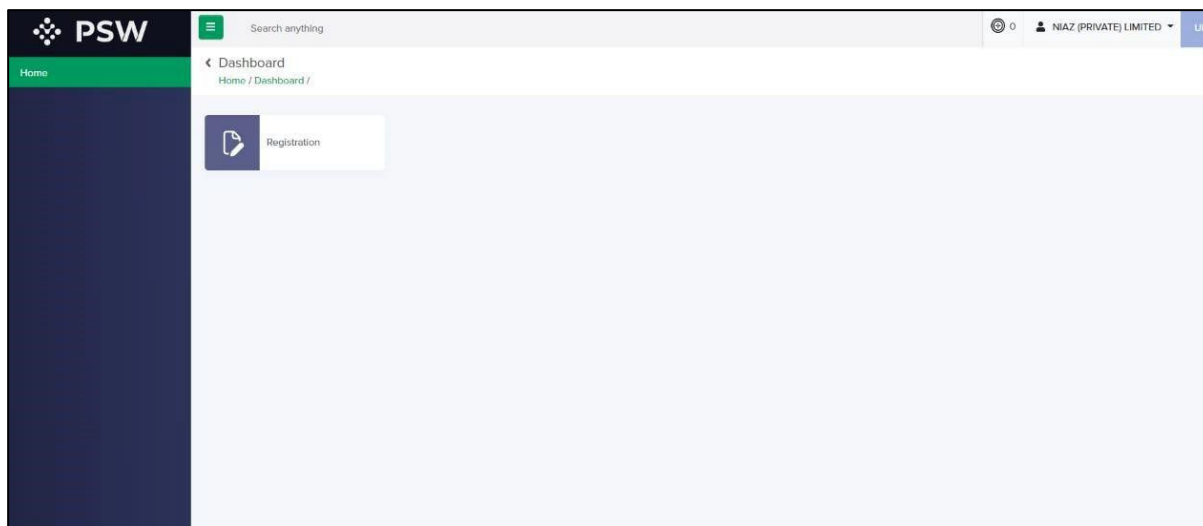 PSW
Search anything
0
NIAZ (PRIVATE) LIMITED
Home
Dashboard
Home / Dashboard /
Registration